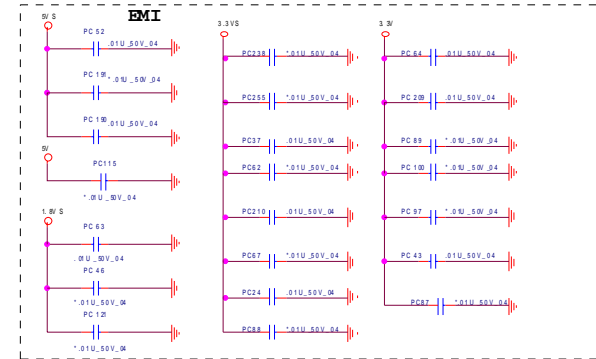 EMI
5V S
PC 52
.01U_50V_04
PC 191
*.01U_50V_04
PC 190
.01U_50V_04
5V
PC115
*.01U_50V_04
1.8V S
PC 63
.01U_50V_04
PC 46
*.01U_50V_04
PC 121
*.01U_50V_04
3.3VS
PC238
*.01U_50V_04
PC255
*.01U_50V_04
PC37
.01U_50V_04
PC62
*.01U_50V_04
PC210
.01U_50V_04
PC67
*.01U_50V_04
PC24
.01U_50V_04
PC88
*.01U_50V_04
3.3V
PC 64
.01U_50V_04
PC 209
.01U_50V_04
PC 89
*.01U_50V_04
PC 100
*.01U_50V_04
PC 97
*.01U_50V_04
PC 43
.01U_50V_04
PC87
*.01U_50V_04